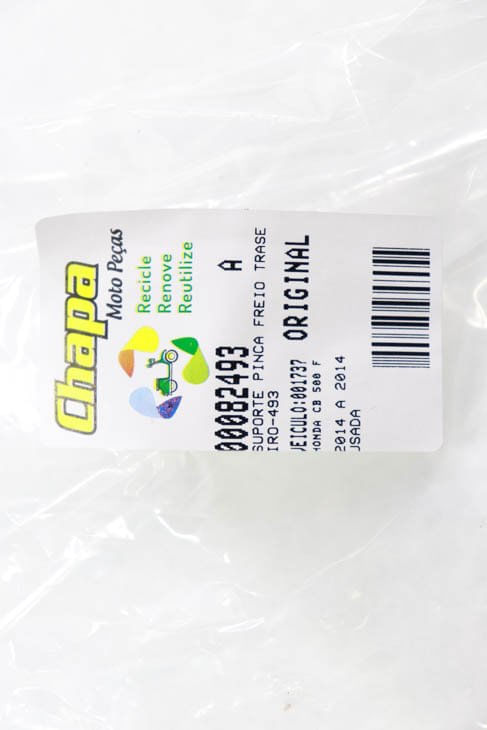 Chapa
Moto Peças
Recicle
Renove
Reutilize
00082493 A
SUPORTE PINCA FREIO TRASE
IRO-493
VEICULO:001737 ORIGINAL
HONDA CB 500 F
2014 A 2014
USADA